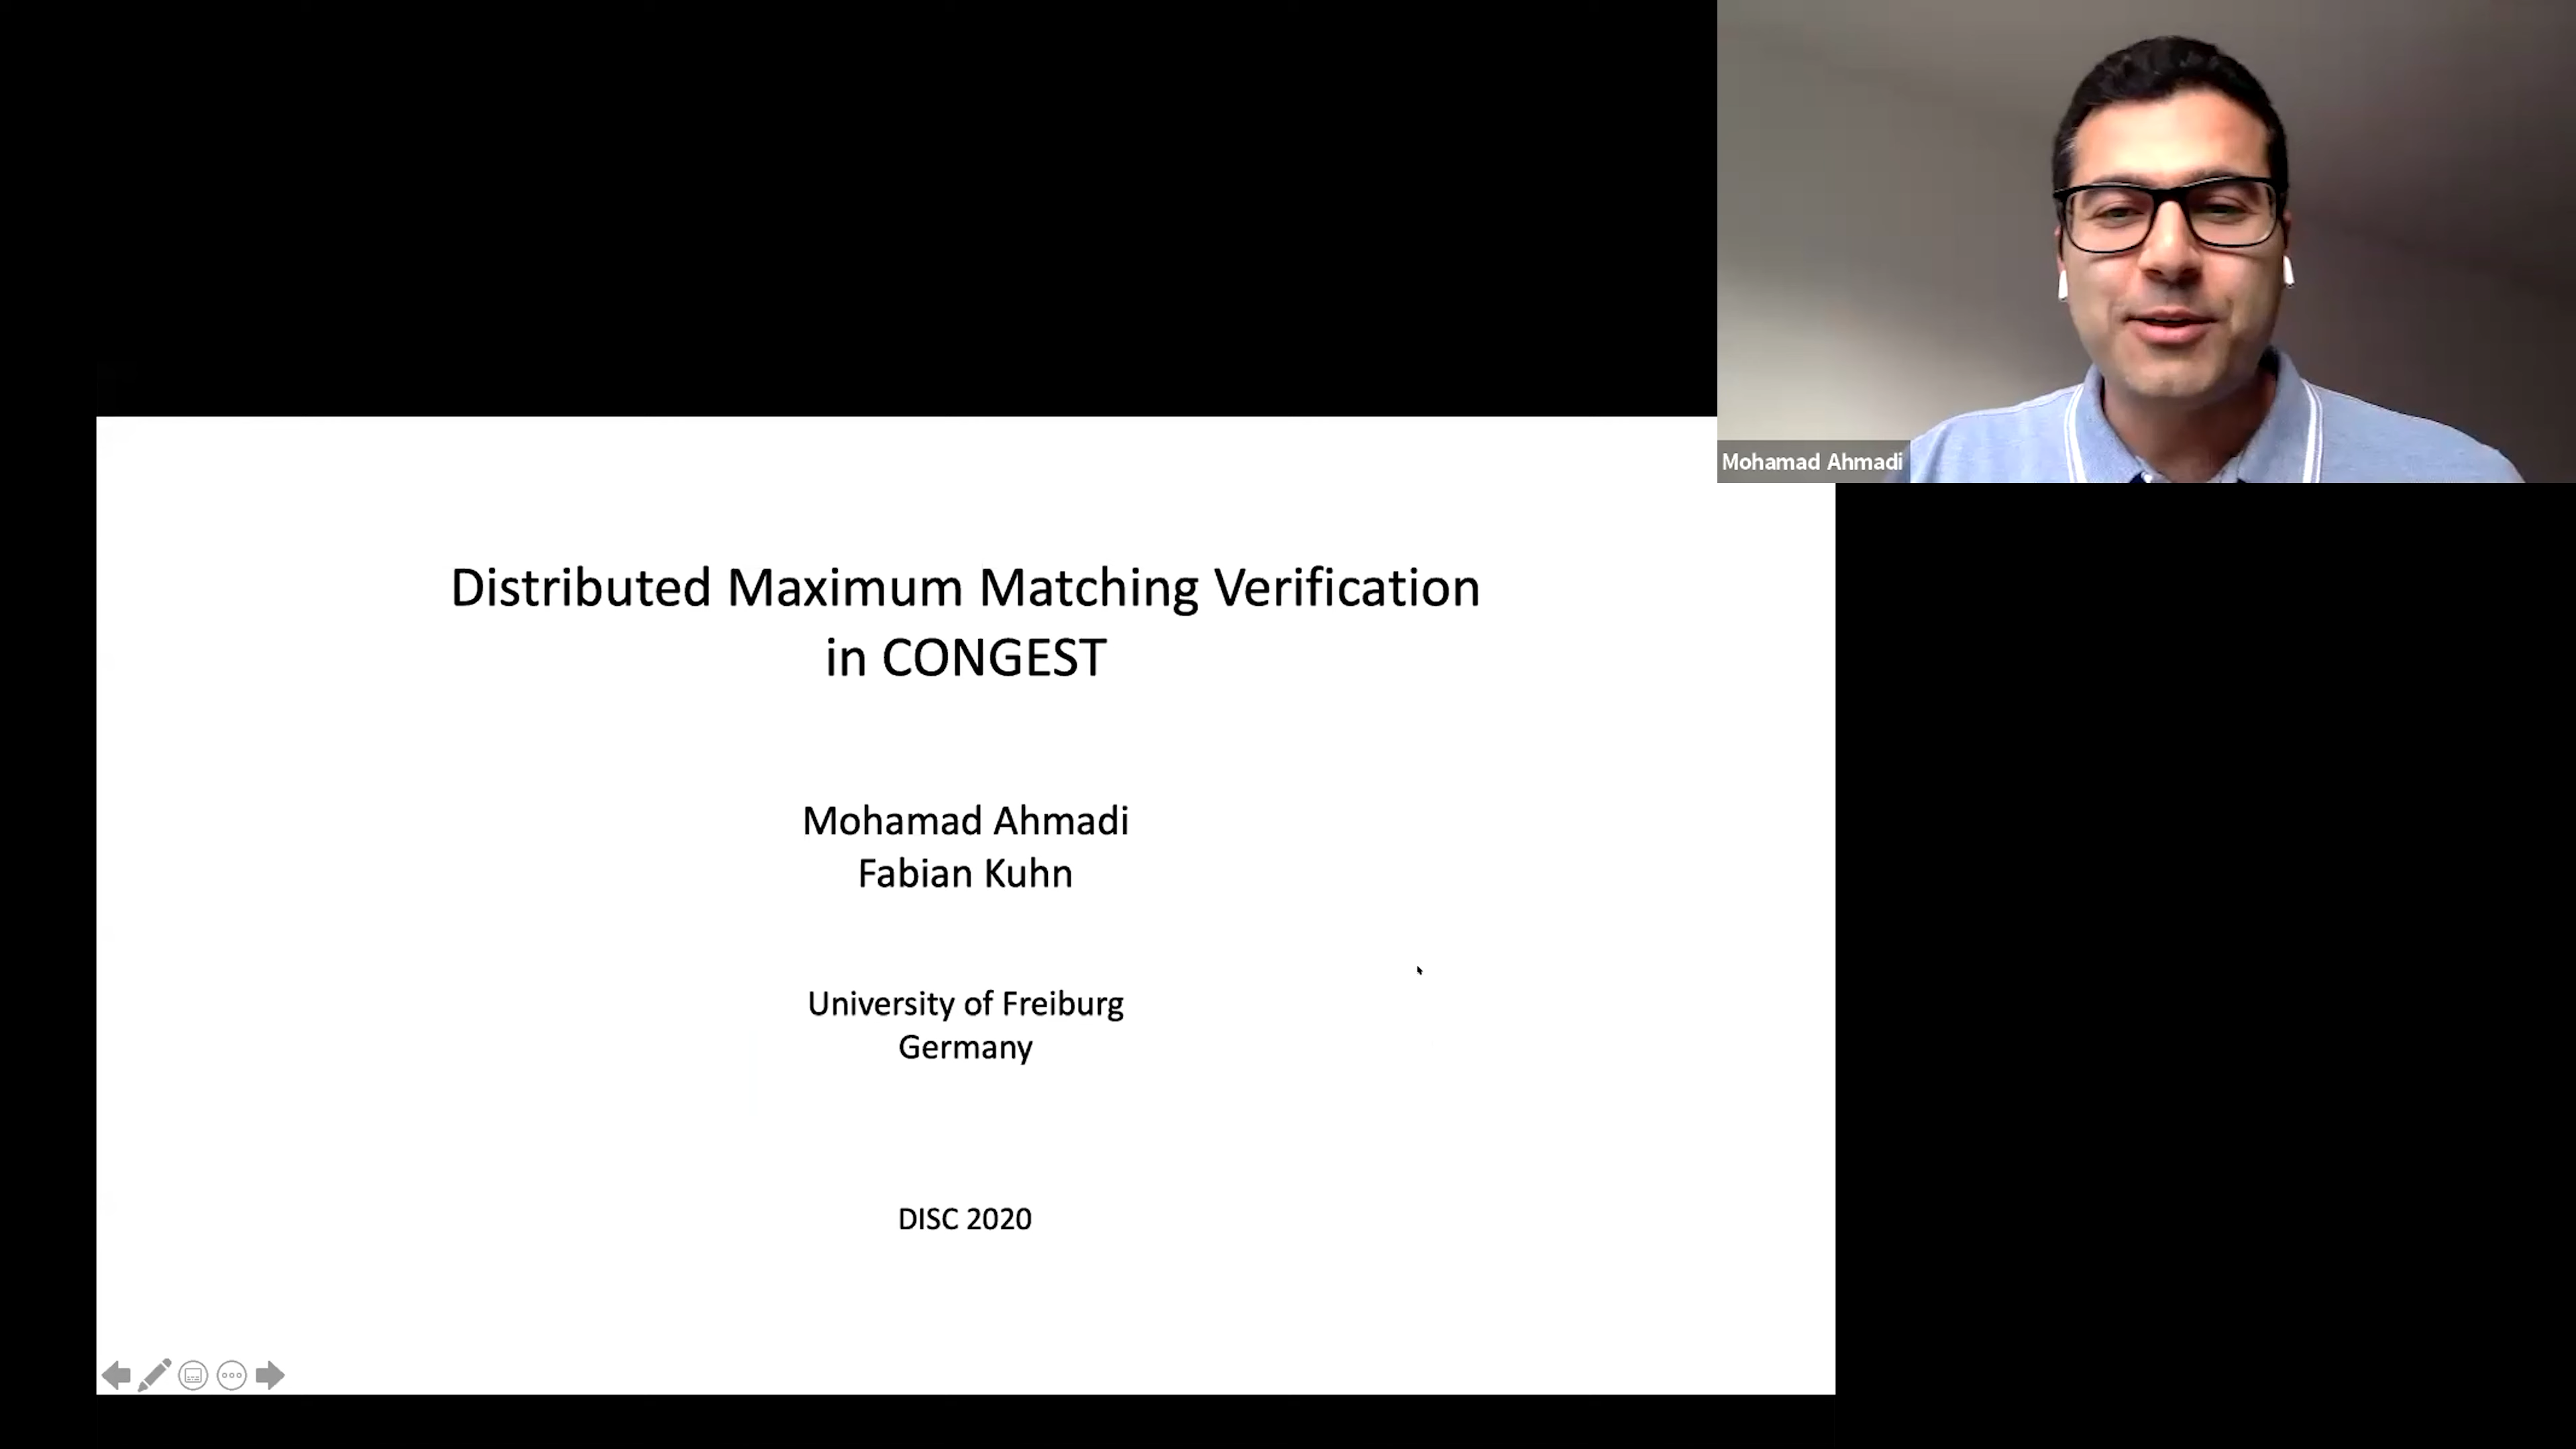 Mohamad Ahmadi
Distributed Maximum Matching Verification
in CONGEST
Mohamad Ahmadi
Fabian Kuhn
University of Freiburg
Germany
DISC 2020